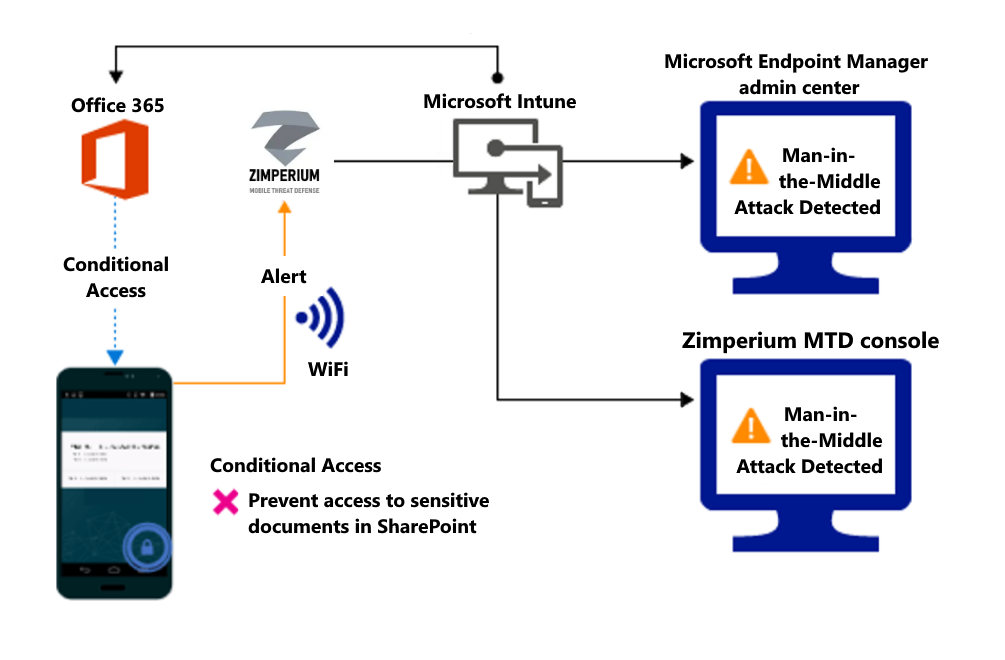 Office 365
Conditional
Access
ZIMPERIUM
MOBILE THREAT DEFENSE
Alert
WiFi
Microsoft Intune
Microsoft Endpoint Manager
admin center
Man-in-
the-Middle
Attack Detected
Zimperium MTD console
Man-in-
the-Middle
Attack Detected
Conditional Access
Prevent access to sensitive
documents in SharePoint